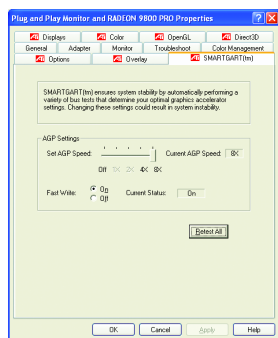 Plug and Play Monitor and RADEON 9800 PRO Properties
Displays Color OpenGL Direct3D
General Adapter Monitor Troubleshoot Color Management
Options Overlay SMARTGART(tm)
SMARTGART(tm) ensures system stability by automatically performing a
variety of bus tests that determine your optimal graphics accelerator
settings. Changing these settings could result in system instability.
AGP Settings
Set AGP Speed: Current AGP Speed: 8X
Off 1X 2X 4X 8X
Fast Write: On Current Status: On
Off
Retest All
OK Cancel Apply Help